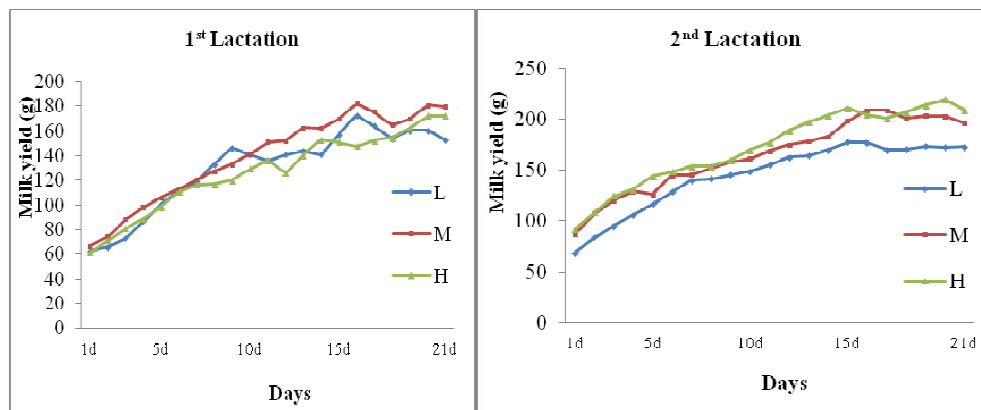 1st Lactation
Milk yield (g)
200
180
160
140
120
100
80
60
40
20
0
L
M
H
1d 5d 10d 15d 21d
Days
2nd Lactation
Milk yield (g)
250
200
150
100
50
0
L
M
H
1d 5d 10d 15d 21d
Days